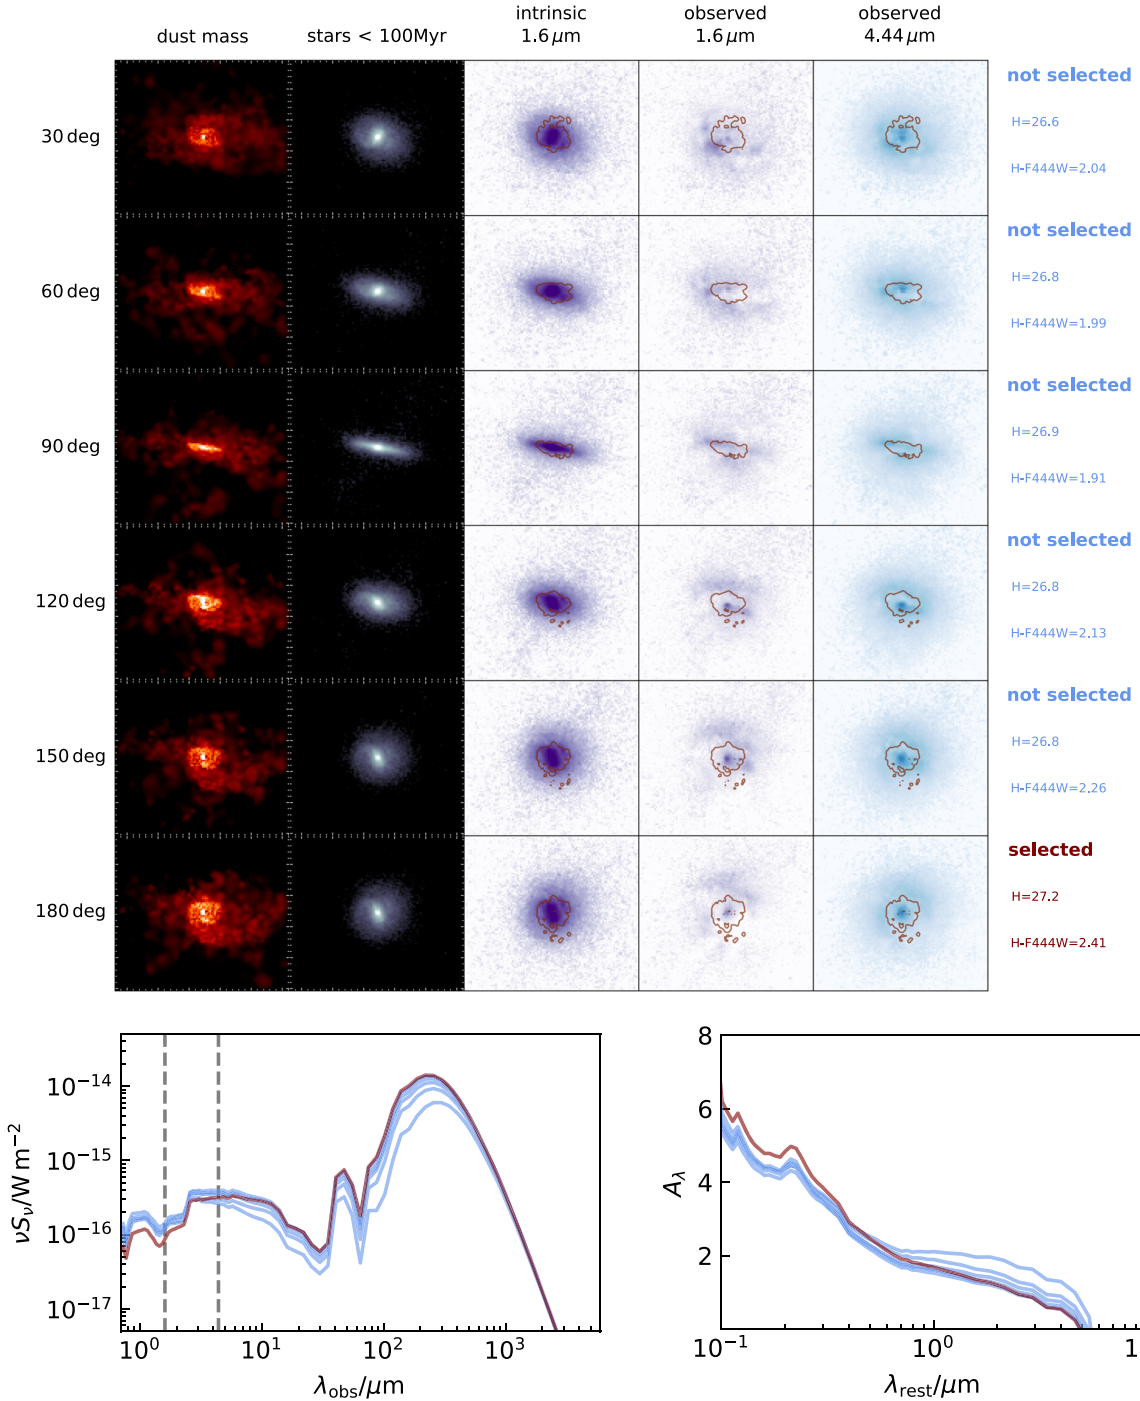 intrinsic observed observed
dust mass stars < 100Myr 1.6 μm 1.6 μm 4.44 μm
not selected
30 deg H=26.6
H-F444W=2.04
not selected
60 deg H=26.8
H-F444W=1.99
not selected
90 deg H=26.9
H-F444W=1.91
not selected
120 deg H=26.8
H-F444W=2.13
not selected
150 deg H=26.8
H-F444W=2.26
selected
180 deg H=27.2
H-F444W=2.41
10⁻¹⁴
10⁻¹⁵
10⁻¹⁶
10⁻¹⁷
νS_ν/W m⁻²
10⁰ 10¹ 10² 10³
λ_obs/μm
8
6
4
2
A_λ
10⁻¹ 10⁰ 1
λ_rest/μm